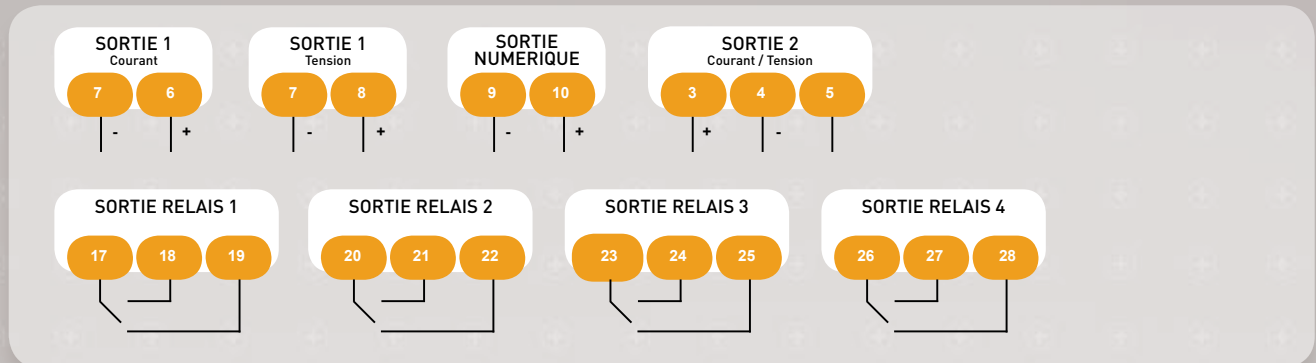 SORTIE 1
Courant
7 6
- +
SORTIE 1
Tension
7 8
- +
SORTIE
NUMERIQUE
9 10
- +
SORTIE 2
Courant / Tension
3 4 5
+ -
SORTIE RELAIS 1
17 18 19
SORTIE RELAIS 2
20 21 22
SORTIE RELAIS 3
23 24 25
SORTIE RELAIS 4
26 27 28